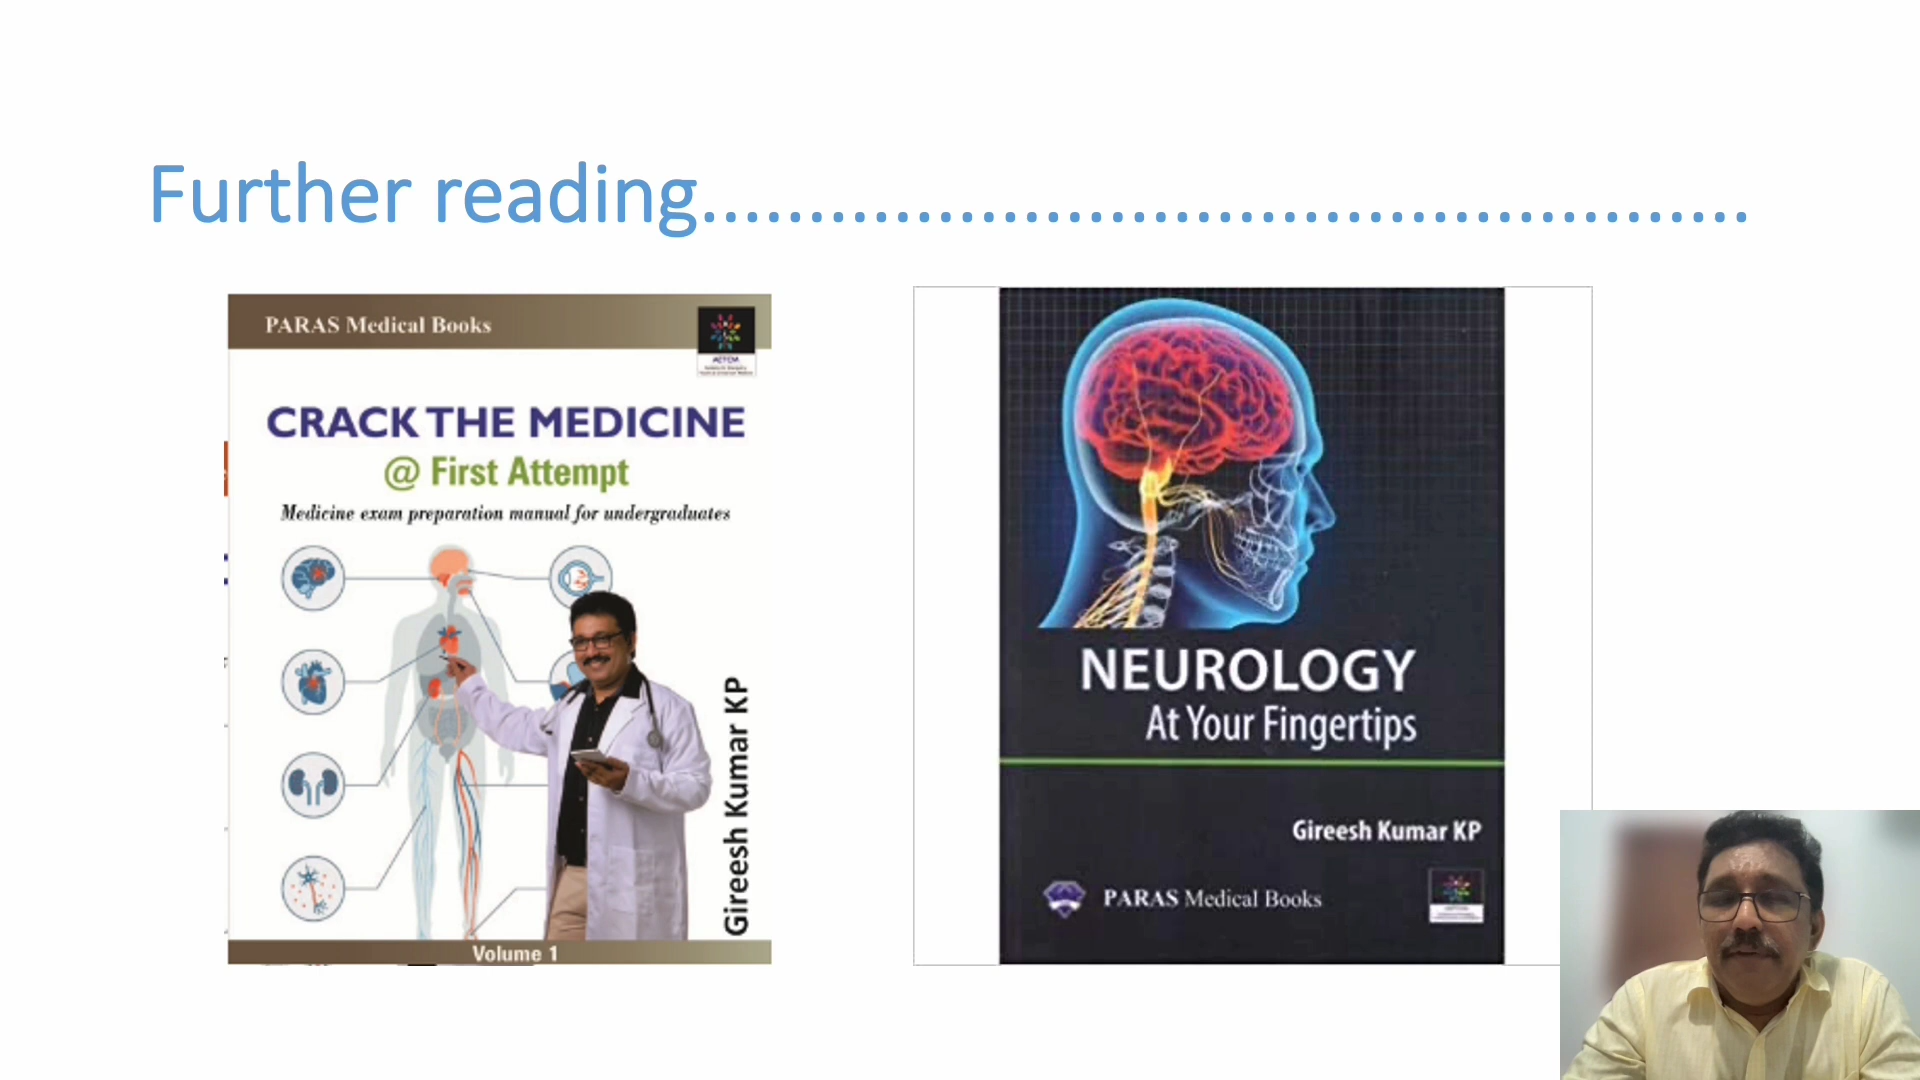 Further reading.................................................
PARAS Medical Books
AETCM
CRACK THE MEDICINE
@ First Attempt
Medicine exam preparation manual for undergraduates
Gireesh Kumar KP
Volume 1
NEUROLOGY
At Your Fingertips
Gireesh Kumar KP
PARAS Medical Books